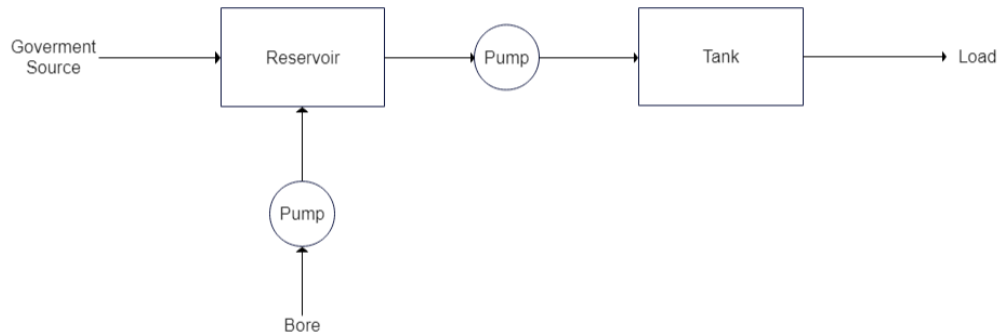 Goverment
Source
Reservoir
Pump
Tank
Load
Pump
Bore